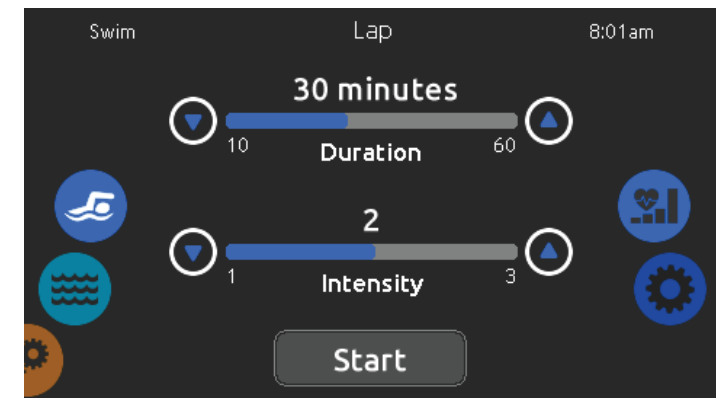 Swim Lap 8:01am
30 minutes
10 Duration 60
2
1 Intensity 3
Start